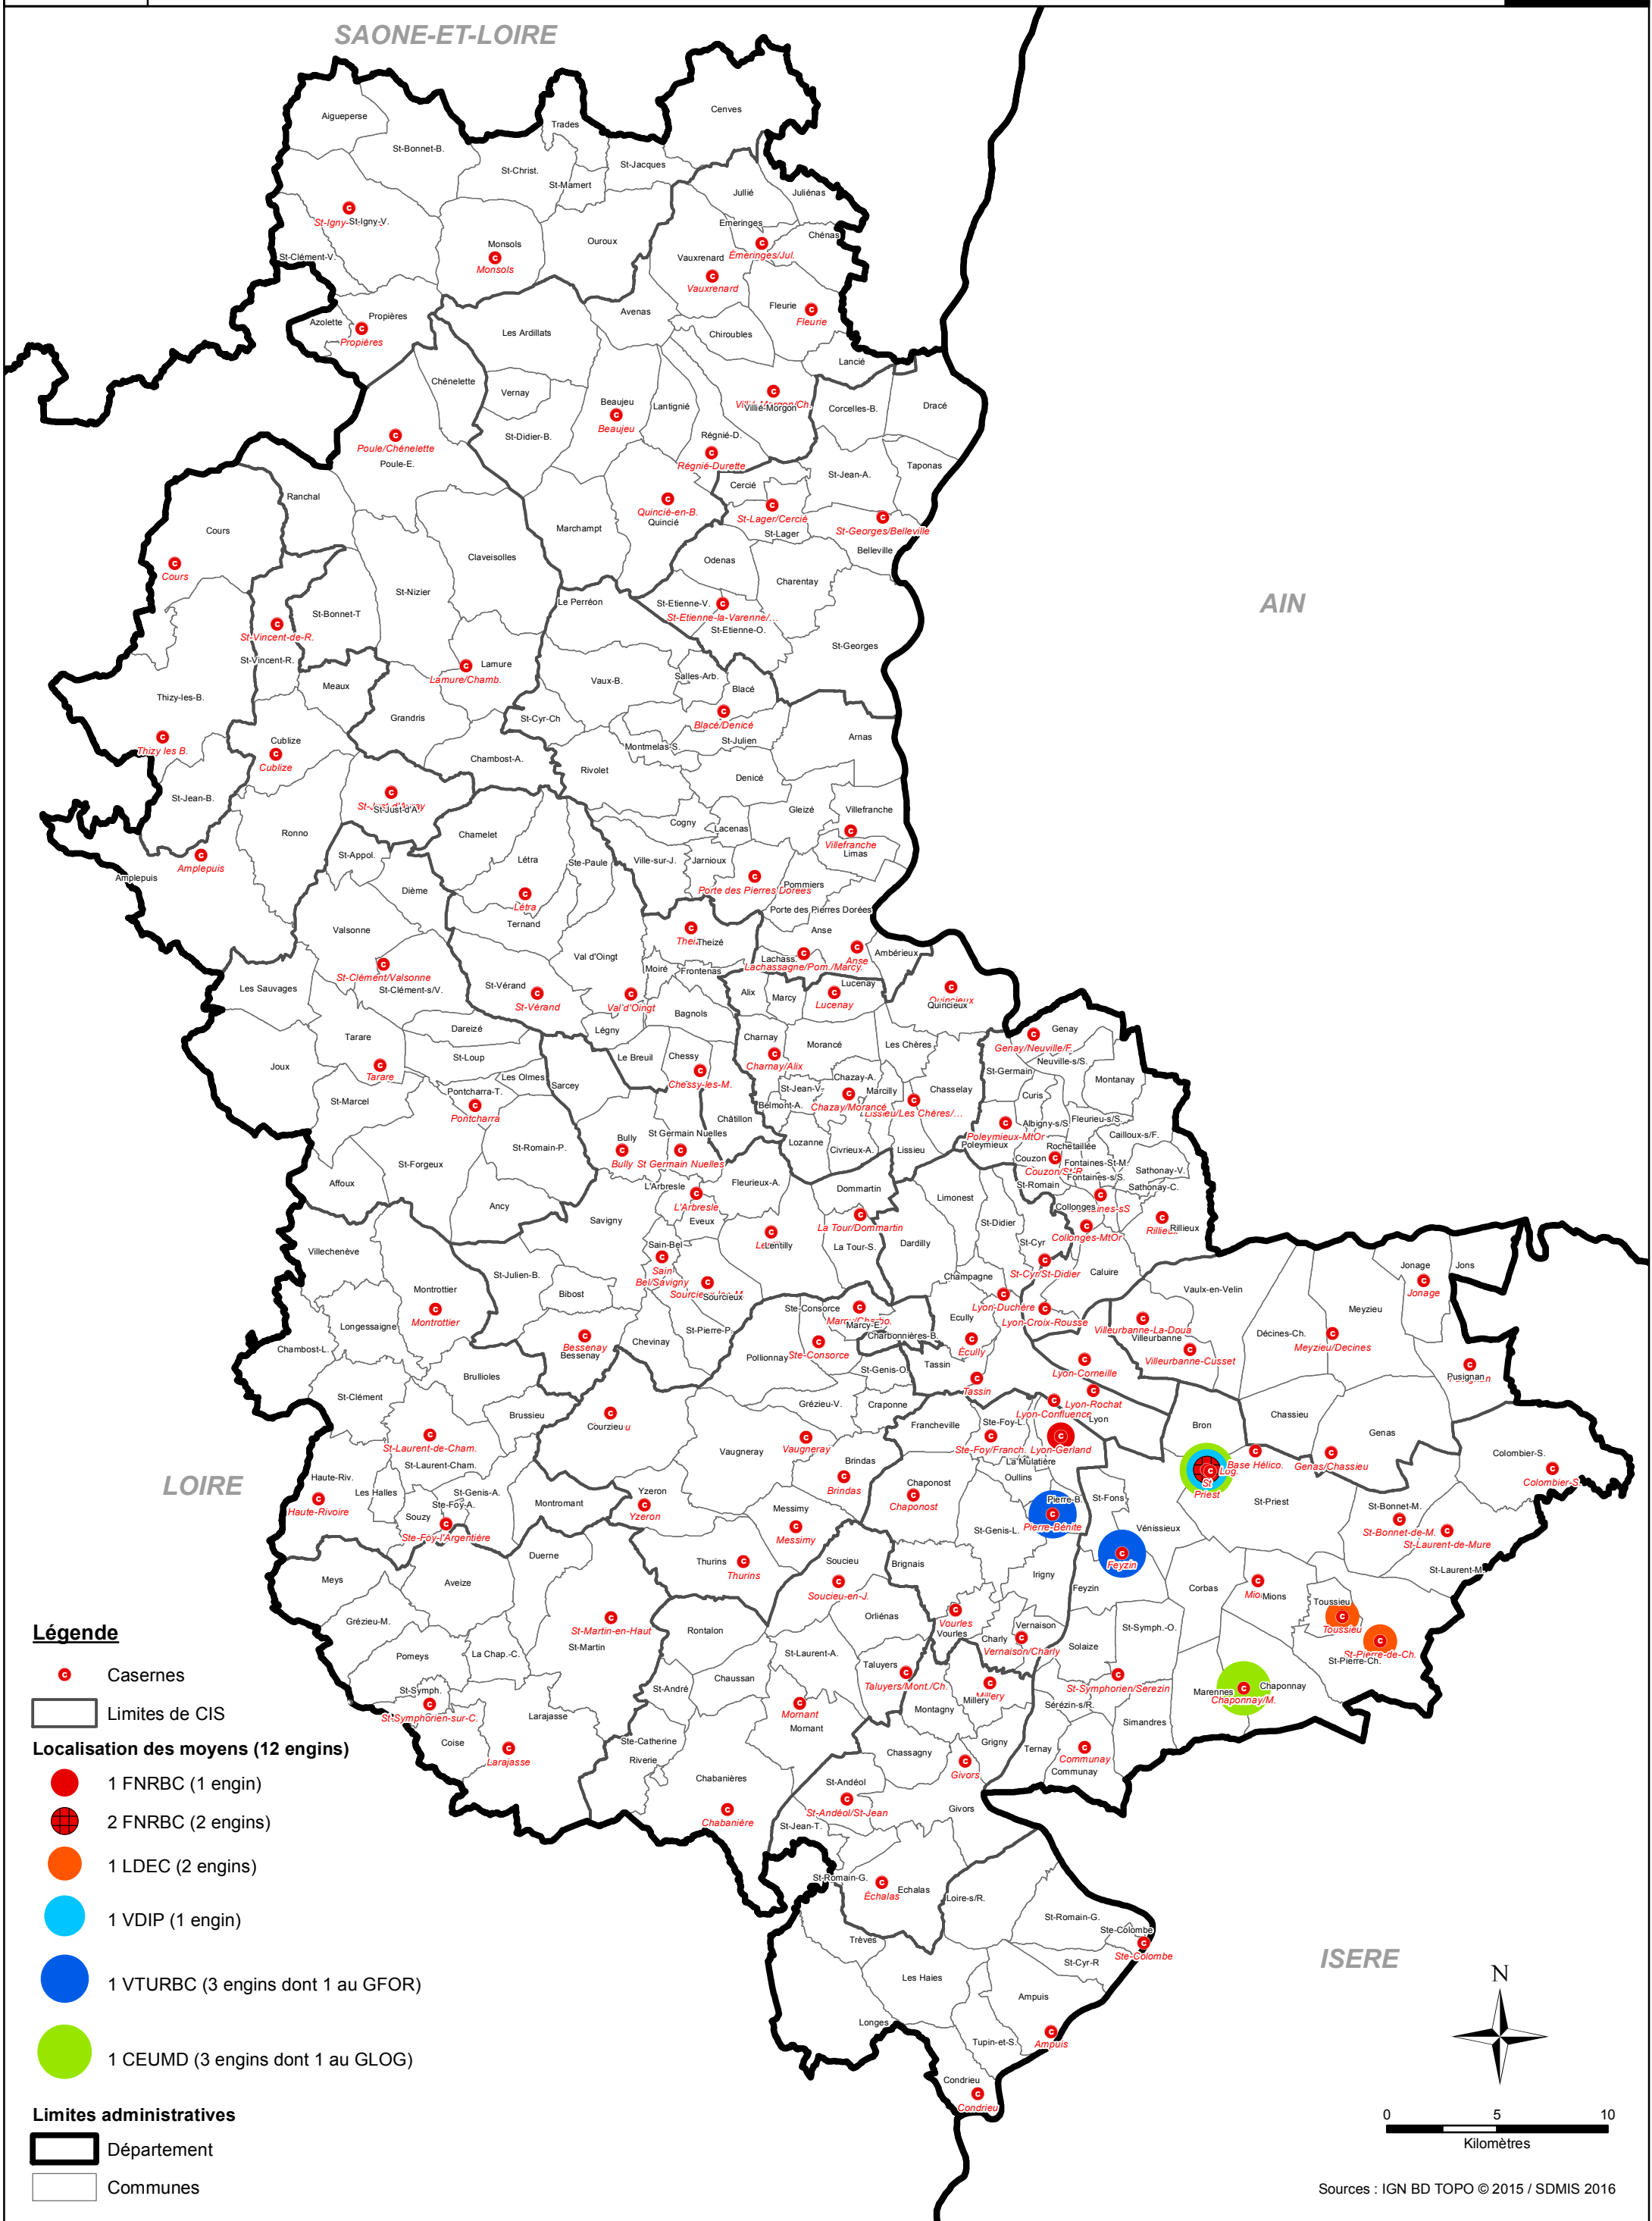 SAONE-ET-LOIRE
Cenves
Aigueperse
Trades
St-Bonnet-B.
St-Christ.
St-Jacques
St-Mamert
Jullié
Juliénas
St-Igny-V.
Emeringes
Chénas
Ouroux
Monsols
Monsols
Émeringes/Jul.
St-Clément-V.
Vauxrenard
Vauxrenard
Fleurie
Fleurie
Azolette
Propières
Propières
Avenas
Les Ardillats
Chiroubles
Lancié
Chénelette
Vernay
Beaujeu
Beaujeu
Lantignié
Villié-Morgon
Corcelles-B.
Dracé
St-Didier-B.
Régnié-D.
Régnié-Durette
Poule/Chénelette
Poule-E.
Taponas
St-Jean-A.
Cercié
Ranchal
Quincié-en-B.
Quincié
St-Lager/Cercié
St-Lager
St-Georges/Belleville
Cours
Cours
Marchampt
Belleville
Claveisolles
Odenas
Charentay
St-Nizier
Le Perréon
St-Etienne-V.
St-Etienne-la-Varenne/...
St-Etienne-O.
St-Bonnet-T
St-Vincent-de-R.
St-Vincent-R.
St-Georges
Lamure
Lamure/Chamb.
Meaux
Vaux-B.
Salles-Arb.
Blacé
Thizy-les-B.
Thizy les B.
Grandris
St-Cyr-Ch
Blacé/Denicé
Cublize
Cublize
Montmelas-S.
St-Julien
Arnas
Chambost-A.
Rivolet
Denicé
St-Jean-B.
St-Just-d'A.
Gleizé
Villefranche
Villefranche
Limas
Ronno
Chamelet
Cogny
Lacenas
Amplepuis
Amplepuis
St-Appol.
Létra
Létra
Ste-Paule
Ville-sur-J.
Jarnioux
Porte des Pierres Dorées
Pommiers
Dième
Ternand
Porte des Pierres Dorées
Valsonne
Theizé
Anse
Anse
Ambérieux
Val d'Oingt
Val d'Oingt
Moiré
Frontenas
Lachass.
Lachassagne/Pom./Marcy.
St-Clément/Valsonne
St-Clément-s/V.
Les Sauvages
St-Vérand
St-Vérand
Alix
Marcy
Lucenay
Lucenay
Quincieux
Légny
Bagnols
Dareizé
Tarare
Tarare
Charnay
Charnay/Alix
Morancé
Les Chères
Genay
Genay/Neuville/F.
Neuville-s/S.
St-Loup
Joux
Le Breuil
Chessy
Chessy-les-M.
St-Germain
Montanay
Les Olmes
Sarcey
Pontcharra-T.
Pontcharra
St-Marcel
Chazay-A.
Chazay/Morancé
St-Jean-V.
Marcilly
Chasselay
Lissieu/Les Chères/...
Belmont-A.
Châtillon
Curis
Albigny-s/S.
Fleurieu-s/S.
Poleymieux-MtOr
Poleymieux
Cailloux-s/F.
Rochetaillée
Lozanne
Civrieux-A.
Lissieu
Bully
Bully
St Germain Nuelles
St Germain Nuelles
St-Romain-P.
St-Forgeux
Couzon
Fontaines-St-M.
Fontaines-s/S.
Sathonay-V.
Sathonay-C.
St-Romain
Affoux
L'Arbresle
L'Arbresle
Fleurieux-A.
Dommartin
Limonest
Ancy
Eveux
Collonges
Collonges-MtOr
Rillieux
Savigny
La Tour/Dommartin
La Tour-S.
Dardilly
St-Didier
St-Cyr
St-Cyr/St-Didier
Lentilly
Villechenève
Sain-Bel
Sain
Bel/Savigny
Sourcieux
St-Julien-B.
Bibost
Champagne
Caluire
Vaulx-en-Velin
Jonage
Jonage
Jons
Montrottier
Montrottier
Longessaigne
Ste-Consorce
Ste-Consorce
Marcy-E.
Charbonnières-B.
Lyon-Duchère
Ecully
Écully
Lyon-Croix-Rousse
Villeurbanne-La-Doua
Villeurbanne
Villeurbanne-Cusset
Meyzieu
Meyzieu/Decines
Décines-Ch.
St-Pierre-P.
Chevinay
Bessenay
Bessenay
Chambost-L.
Pollionnay
St-Genis-O.
Tassin
Tassin
Lyon-Corneille
Pusignan
Brullioles
St-Clément
Grézieu-V.
Craponne
Lyon-Rochat
Lyon-Confluence
Lyon
Brussieu
Courzieu
Francheville
Ste-Foy-L.
Ste-Foy/Franch.
Lyon-Gerland
La Mulatière
Bron
Chassieu
Genas
St-Laurent-de-Cham.
St-Laurent-Cham.
Vaugneray
Vaugneray
Base Hélico.
Genas/Chassieu
Colombier-S.
Colombier-S.
LOIRE
Haute-Riv.
Haute-Rivoire
Les Halles
St-Genis-A.
Ste-Foy-A.
Souzy
Ste-Foy-l'Argentière
Montromant
Yzeron
Yzeron
Brindas
Brindas
Chaponost
Chaponost
Oullins
Messimy
Messimy
Pierre-B.
Pierre-Bénite
St-Fons
St
Priest
Log.
St-Priest
St-Bonnet-M.
St-Bonnet-de-M.
St-Laurent-de-Mure
St-Laurent-M.
St-Genis-L.
Vénissieux
Duerne
Thurins
Thurins
Soucieu
Soucieu-en-J.
Brignais
Irigny
Feyzin
Feyzin
Corbas
Mions
Toussieu
Toussieu
Meys
Aveize
Grézieu-M.
St-Martin-en-Haut
St-Martin
Rontalon
Orliénas
Vourles
Vourles
Charly
Vernaison
Vernaison/Charly
Solaize
St-Symph.-O.
St-Pierre-de-Ch.
St-Pierre-Ch.
Pomeys
La Chap.-C.
St-Laurent-A.
Taluyers
Taluyers/Mont./Ch.
St-Symphorien/Sérezin
Chaussan
St-André
Millery
Millery
Marennes
Chaponnay
Chaponnay/M.
St-Symph.
St-Symphorien-sur-C.
Larajasse
Larajasse
Mornant
Mornant
Montagny
Sérézin-s/R.
Simandres
Coise
Ste-Catherine
Riverie
Grigny
Ternay
Communay
Communay
Chassagny
Givors
Givors
Chabanières
Chabanière
St-Andéol
St-Andéol/St-Jean
St-Jean-T.
St-Romain-G.
Échalas
Echalas
Loire-s/R.
St-Romain-G.
Ste-Colombe
Ste-Colombe
Trèves
St-Cyr-R
Les Haies
Ampuis
Ampuis
Longes
Tupin-et-S.
Condrieu
Condrieu
AIN
ISERE
Légende
Casernes
Limites de CIS
Localisation des moyens (12 engins)
1 FNRBC (1 engin)
2 FNRBC (2 engins)
1 LDEC (2 engins)
1 VDIP (1 engin)
1 VTURBC (3 engins dont 1 au GFOR)
1 CEUMD (3 engins dont 1 au GLOG)
Limites administratives
Département
Communes
N
0 5 10
Kilomètres
Sources : IGN BD TOPO © 2015 / SDMIS 2016